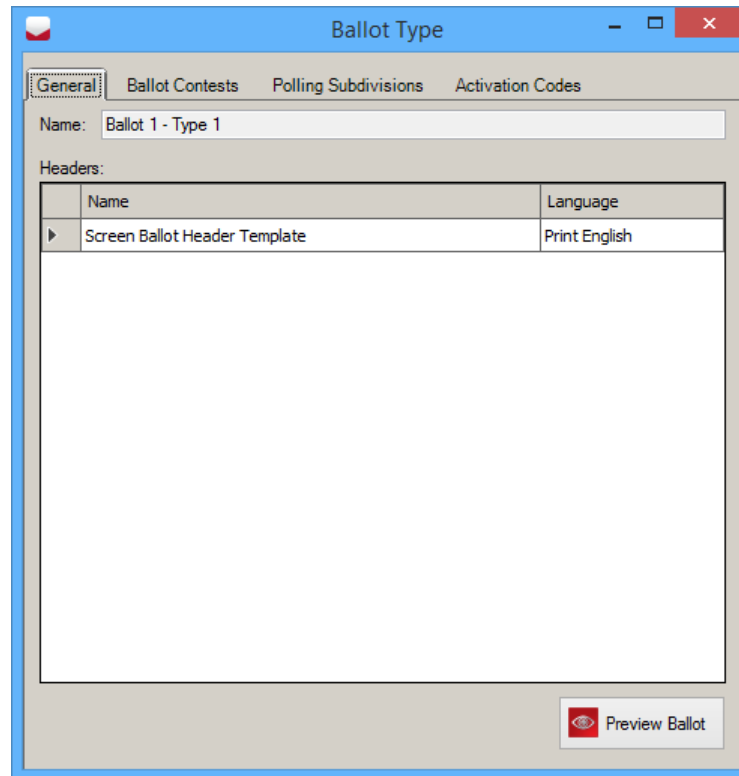 Ballot Type
General Ballot Contests Polling Subdivisions Activation Codes
Name: Ballot 1 - Type 1
Headers:
Name Language
Screen Ballot Header Template Print English
Preview Ballot